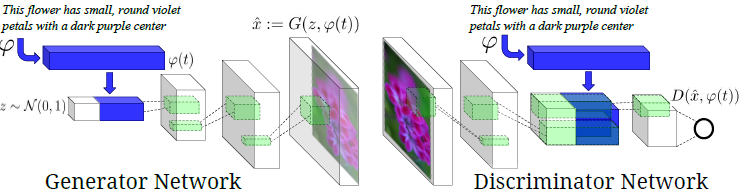 This flower has small, round violet
petals with a dark purple center
φ
φ(t)
z ∼ 𝒩(0, 1)
x̂ := G(z, φ(t))
Generator Network
This flower has small, round violet
petals with a dark purple center
φ
D(x̂, φ(t))
Discriminator Network